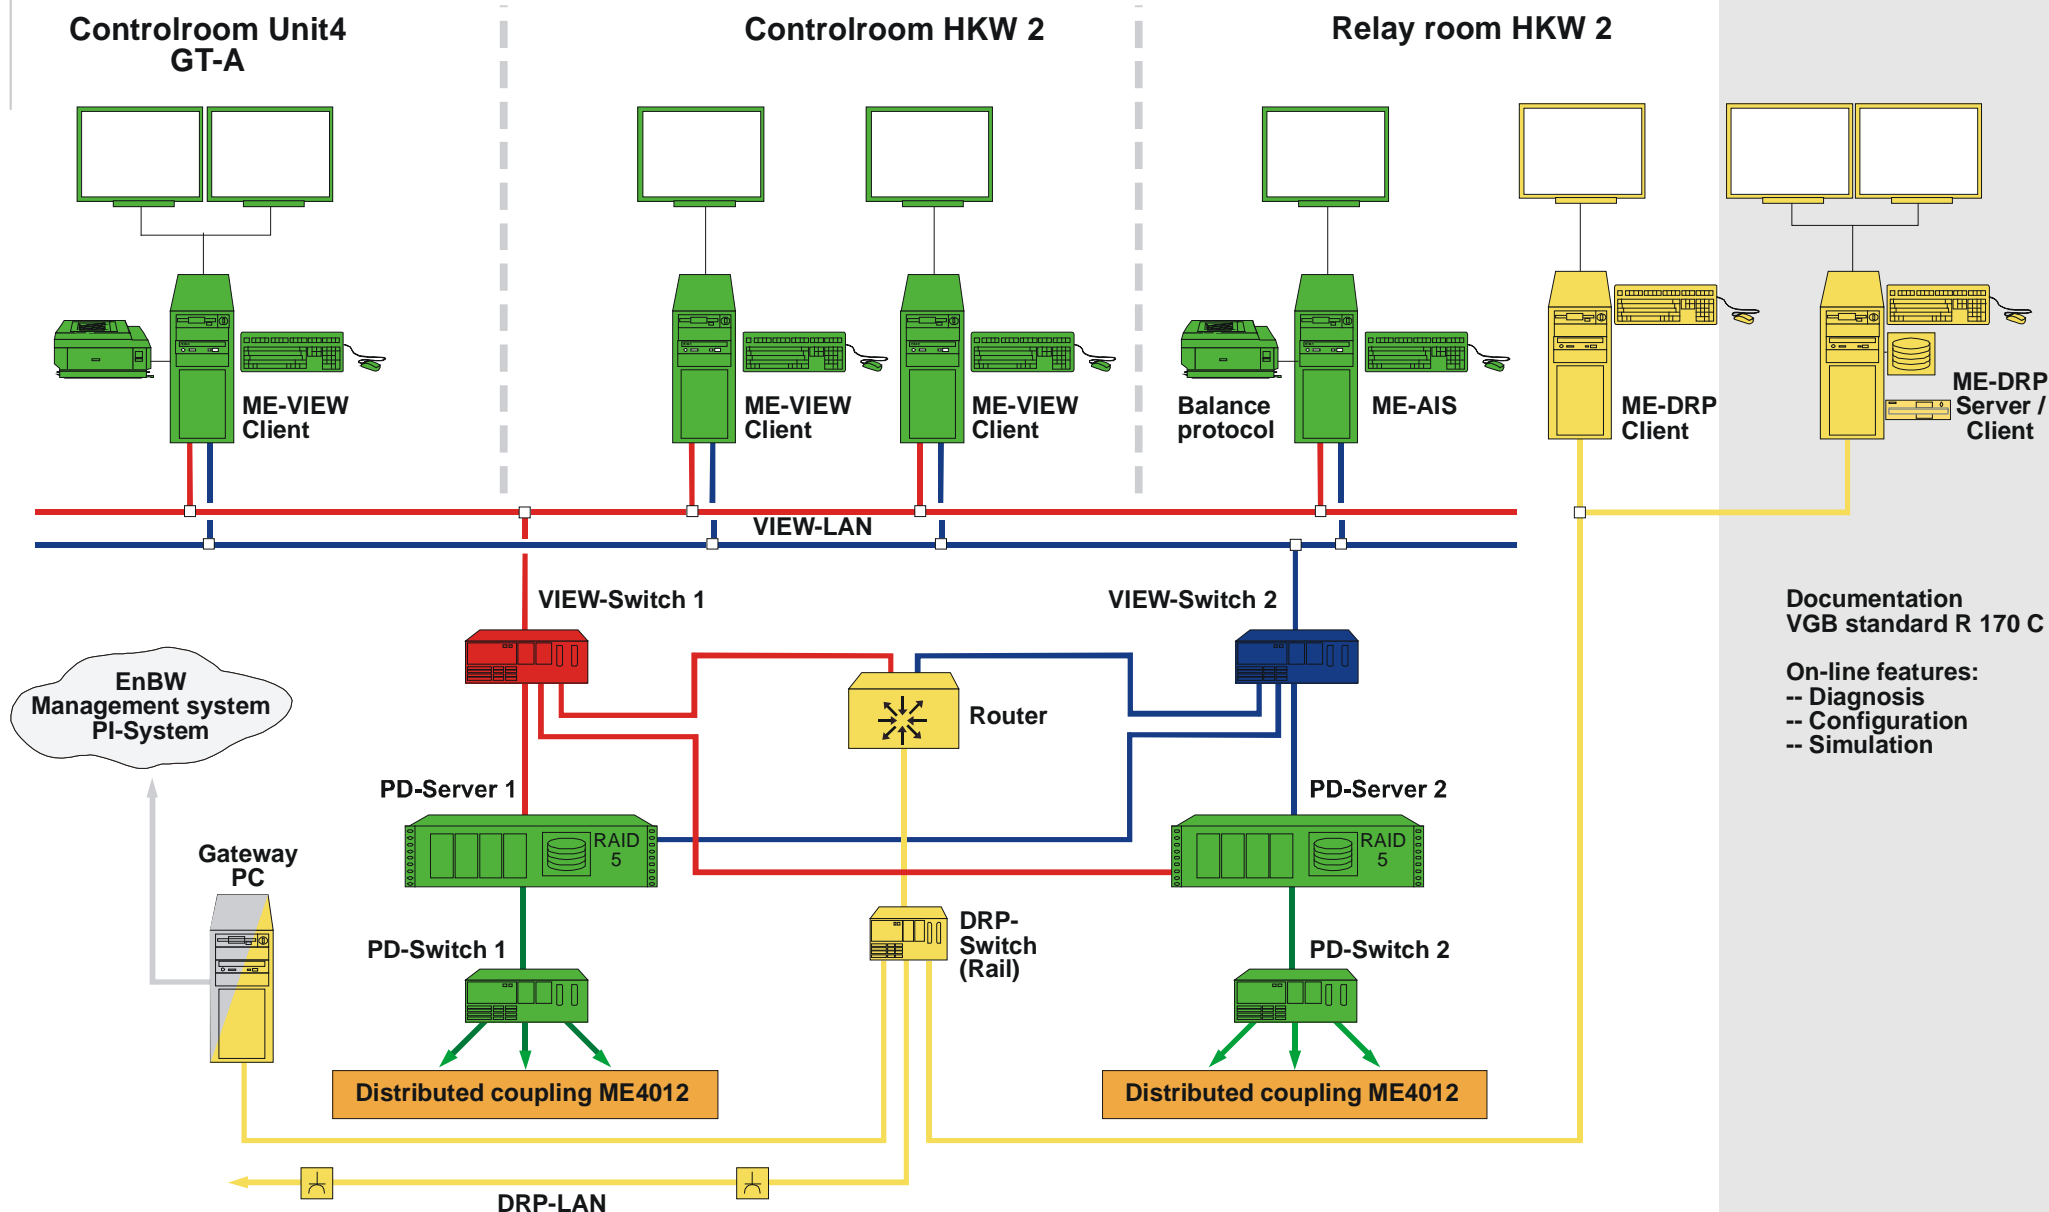 Controlroom Unit4
GT-A
Controlroom HKW 2
Relay room HKW 2
ME-VIEW
Client
ME-VIEW
Client
ME-VIEW
Client
Balance
protocol
ME-AIS
ME-DRP
Client
ME-DRP
Server /
Client
VIEW-LAN
VIEW-Switch 1
VIEW-Switch 2
Documentation
VGB standard R 170 C
On-line features:
-- Diagnosis
-- Configuration
-- Simulation
EnBW
Management system
PI-System
Router
PD-Server 1
PD-Server 2
RAID
5
RAID
5
Gateway
PC
PD-Switch 1
DRP-
Switch
(Rail)
PD-Switch 2
Distributed coupling ME4012
Distributed coupling ME4012
DRP-LAN